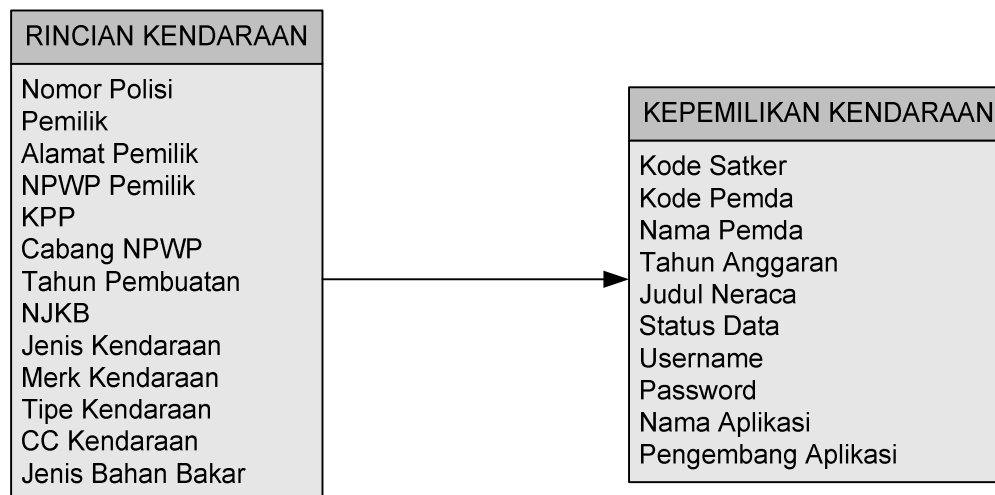 RINCIAN KENDARAAN
Nomor Polisi
Pemilik
Alamat Pemilik
NPWP Pemilik
KPP
Cabang NPWP
Tahun Pembuatan
NJKB
Jenis Kendaraan
Merk Kendaraan
Tipe Kendaraan
CC Kendaraan
Jenis Bahan Bakar
KEPEMILIKAN KENDARAAN
Kode Satker
Kode Pemda
Nama Pemda
Tahun Anggaran
Judul Neraca
Status Data
Username
Password
Nama Aplikasi
Pengembang Aplikasi